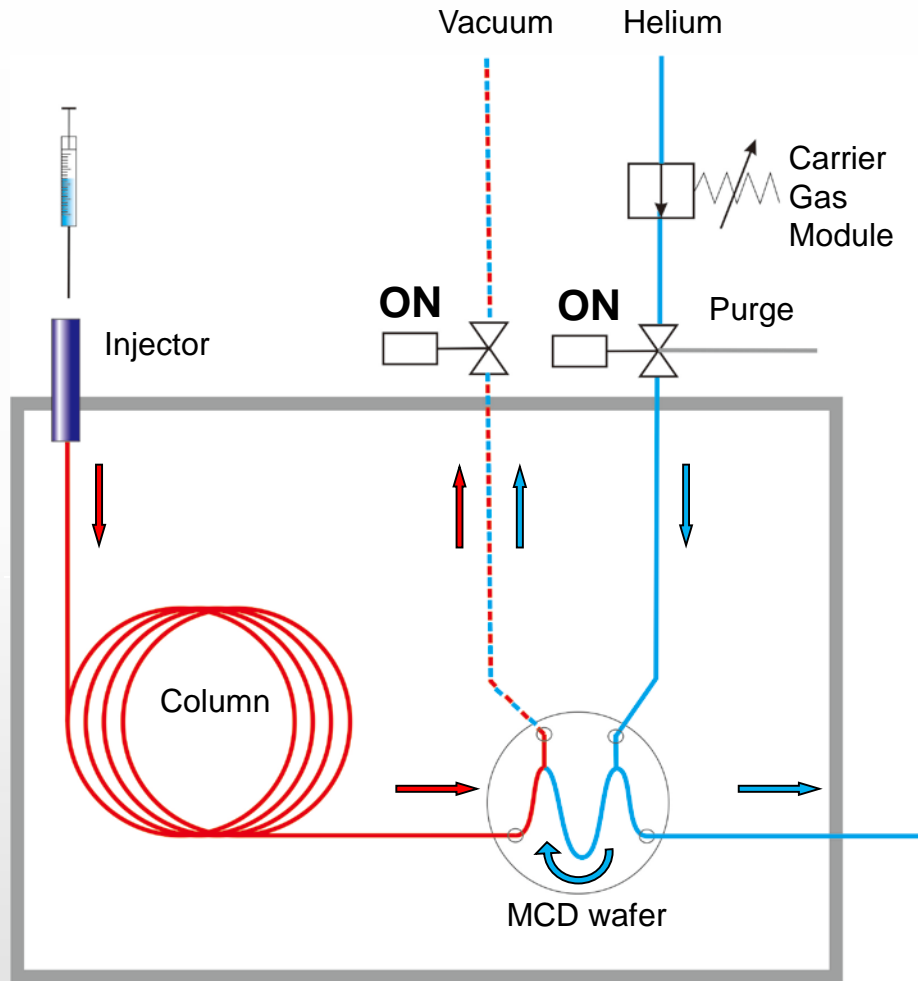 Vacuum
Helium
Carrier
Gas
Module
ON
ON
Purge
Injector
Column
MCD wafer